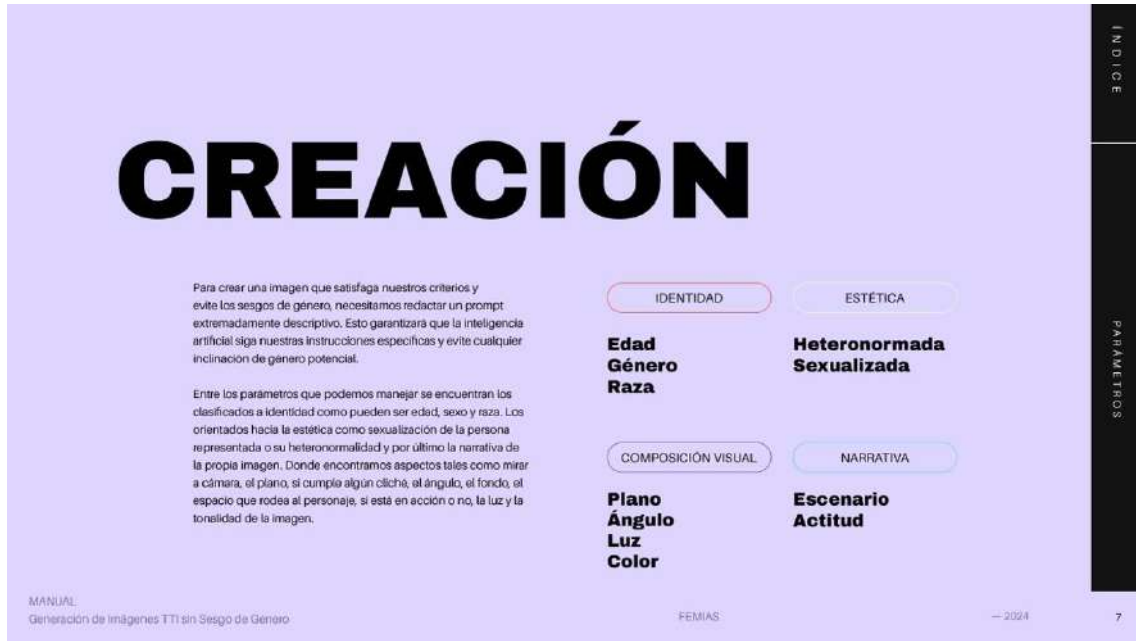 ÍNDICE
CREACIÓN
Para crear una imagen que satisfaga nuestros criterios y
evite los sesgos de género, necesitamos redactar un prompt
extremadamente descriptivo. Esto garantizará que la inteligencia
artificial siga nuestras instrucciones específicas y evite cualquier
inclinación de género potencial.
Entre los parámetros que podemos manejar se encuentran los
clasificados a identidad como pueden ser edad, sexo y raza. Los
orientados hacia la estética como sexualización de la persona
representada o su heteronormalidad y por último la narrativa de
la propia imagen. Donde encontramos aspectos tales como mirar
a cámara, el plano, si cumple algún cliché, el ángulo, el fondo, el
espacio que rodea al personaje, si está en acción o no, la luz y la
tonalidad de la imagen.
IDENTIDAD
Edad
Género
Raza
ESTÉTICA
Heteronormada
Sexualizada
COMPOSICIÓN VISUAL
Plano
Ángulo
Luz
Color
NARRATIVA
Escenario
Actitud
PARÁMETROS
MANUAL
Generación de Imágenes TTI sin Sesgo de Género
FEMIAS
— 2024
7